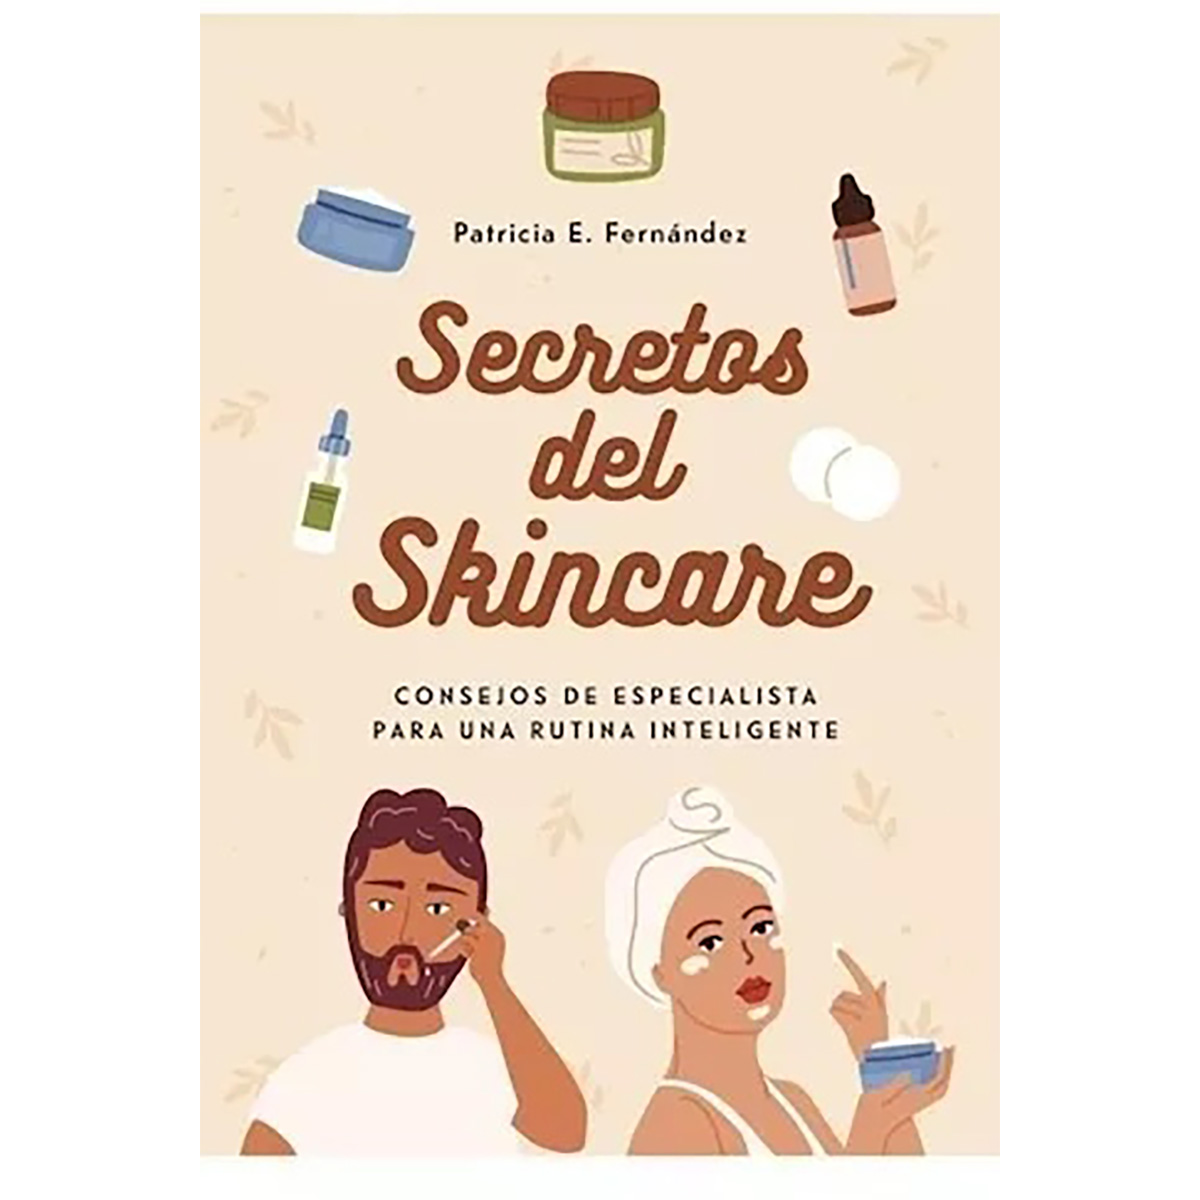 Patricia E. Fernández
Secretos
del
Skincare
CONSEJOS DE ESPECIALISTA
PARA UNA RUTINA INTELIGENTE